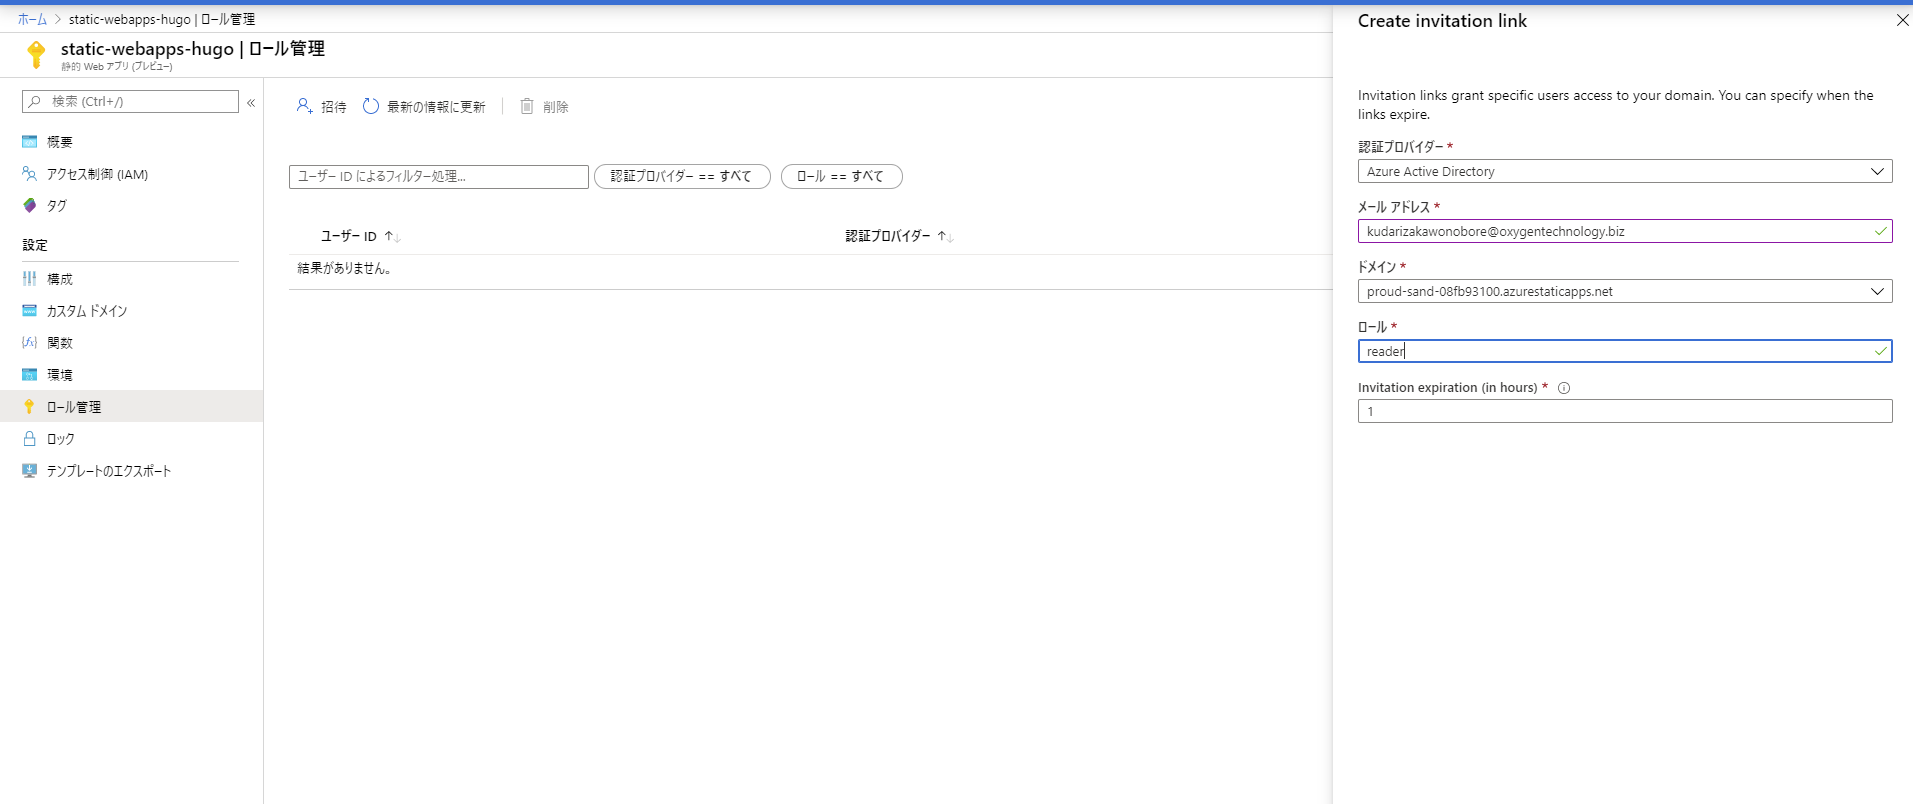 ホーム > static-webapps-hugo | ロール管理
static-webapps-hugo | ロール管理
静的 Web アプリ (プレビュー)
検索 (Ctrl+/)
«
概要
アクセス制御 (IAM)
タグ
設定
構成
カスタム ドメイン
関数
環境
ロール管理
ロック
テンプレートのエクスポート
招待 最新の情報に更新 削除
ユーザー ID によるフィルター処理... 認証プロバイダー == すべて ロール == すべて
ユーザー ID ↑↓ 認証プロバイダー ↑↓
結果がありません。
Create invitation link
Invitation links grant specific users access to your domain. You can specify when the
links expire.
認証プロバイダー *
Azure Active Directory
メール アドレス *
kudarizakawonobore@oxygentechnology.biz
ドメイン *
proud-sand-08fb93100.azurestaticapps.net
ロール *
reader
Invitation expiration (in hours) *
1